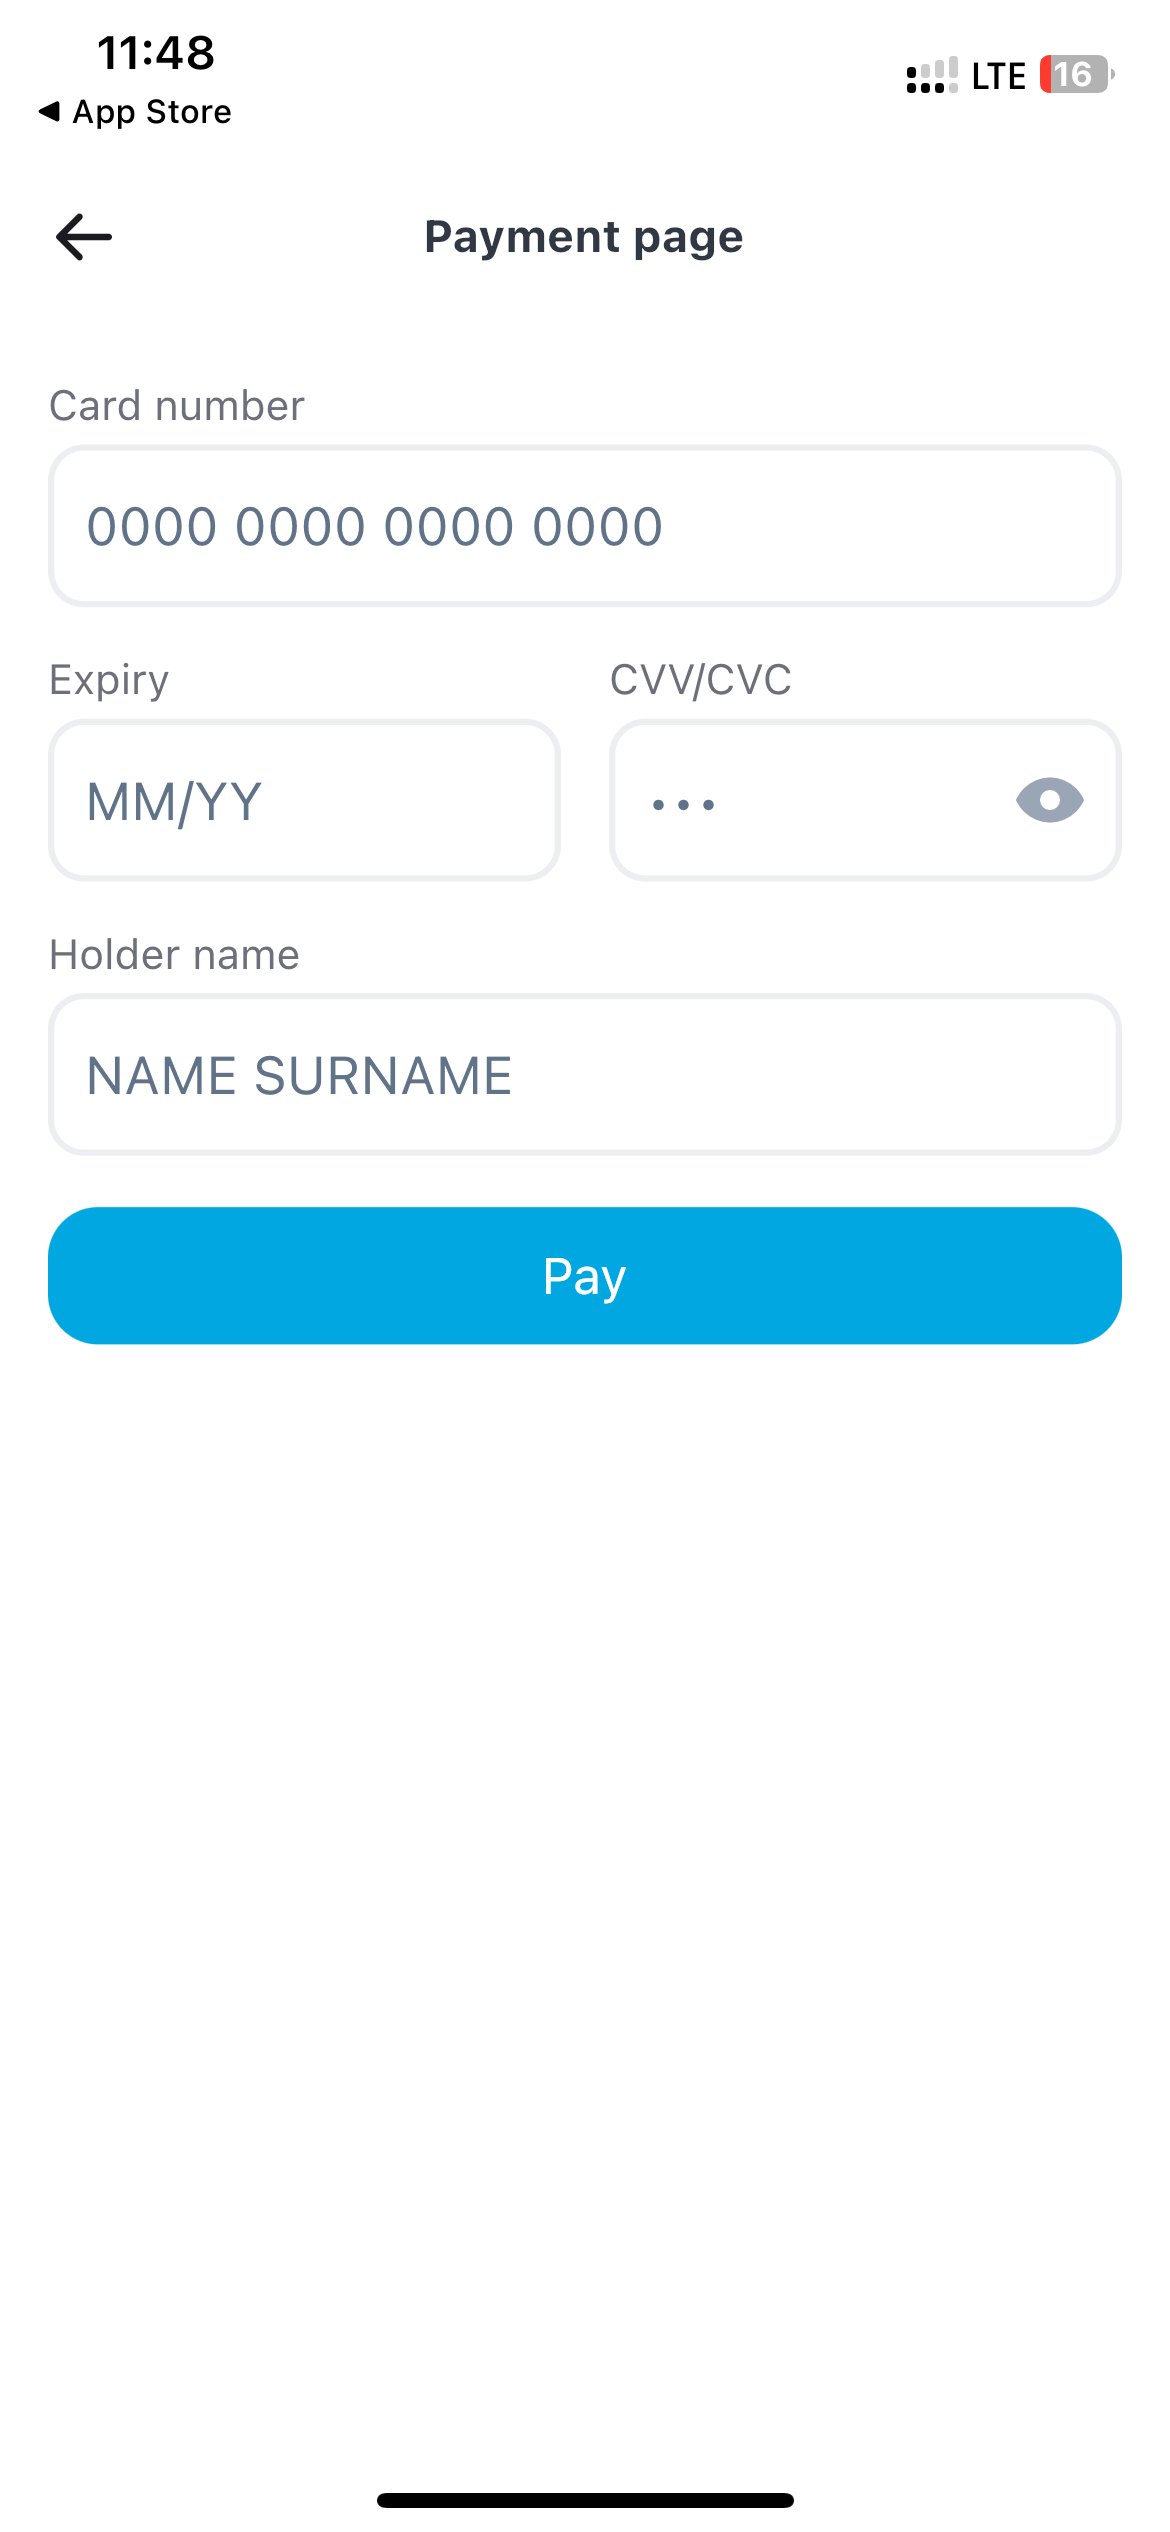 11:48
LTE 16
App Store
Payment page
Card number
0000 0000 0000 0000
Expiry
CVV/CVC
MM/YY
•••
Holder name
NAME SURNAME
Pay